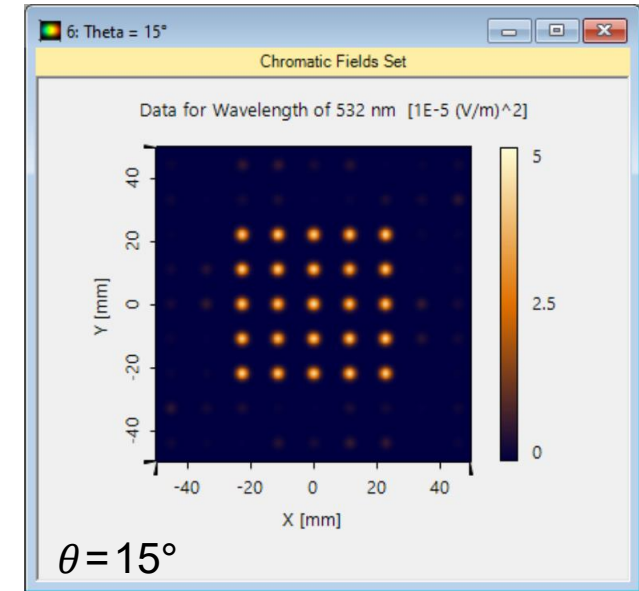 6: Theta = 15°
Chromatic Fields Set
Data for Wavelength of 532 nm [1E-5 (V/m)^2]
40
20
0
-20
-40
Y [mm]
5
2.5
0
-40 -20 0 20 40
X [mm]
θ = 15°